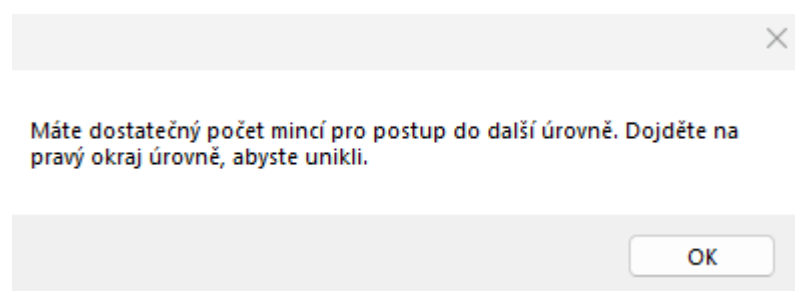 Máte dostatečný počet mincí pro postup do další úrovně. Dojděte na
pravý okraj úrovně, abyste unikli.
OK